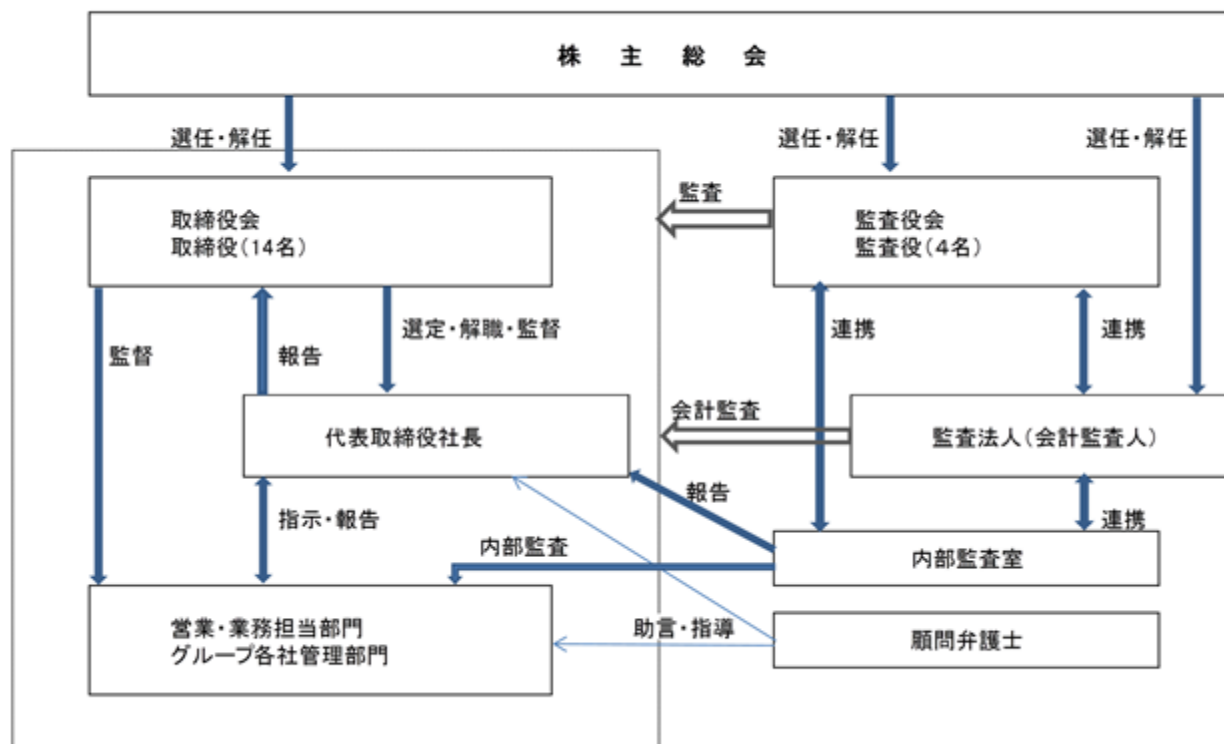 株 主 総 会
選任・解任
選任・解任
選任・解任
取締役会
取締役(14名)
監査
監査役会
監査役(4名)
監督
報告
選定・解職・監督
連携
連携
代表取締役社長
会計監査
監査法人(会計監査人)
指示・報告
報告
連携
内部監査
内部監査室
営業・業務担当部門
グループ各社管理部門
助言・指導
顧問弁護士